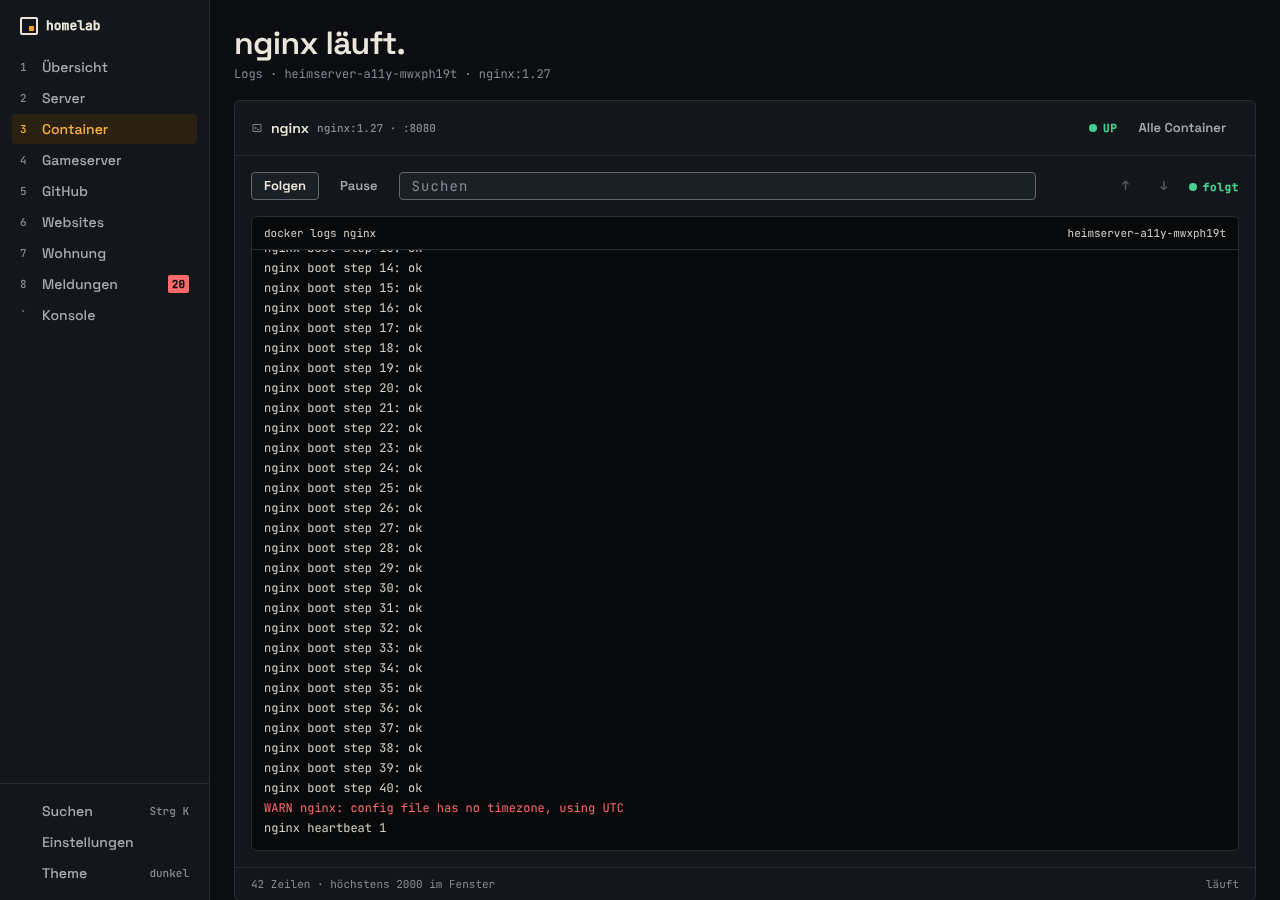 homelab
1 Übersicht
2 Server
3 Container
4 Gameserver
5 GitHub
6 Websites
7 Wohnung
8 Meldungen 20
` Konsole
Suchen Strg K
Einstellungen
Theme dunkel
nginx läuft.
Logs · heimserver-a11y-mwxph19t · nginx:1.27
nginx nginx:1.27 · :8080 UP Alle Container
Folgen Pause Suchen ↑ ↓ folgt
docker logs nginx heimserver-a11y-mwxph19t
nginx boot step 13: ok
nginx boot step 14: ok
nginx boot step 15: ok
nginx boot step 16: ok
nginx boot step 17: ok
nginx boot step 18: ok
nginx boot step 19: ok
nginx boot step 20: ok
nginx boot step 21: ok
nginx boot step 22: ok
nginx boot step 23: ok
nginx boot step 24: ok
nginx boot step 25: ok
nginx boot step 26: ok
nginx boot step 27: ok
nginx boot step 28: ok
nginx boot step 29: ok
nginx boot step 30: ok
nginx boot step 31: ok
nginx boot step 32: ok
nginx boot step 33: ok
nginx boot step 34: ok
nginx boot step 35: ok
nginx boot step 36: ok
nginx boot step 37: ok
nginx boot step 38: ok
nginx boot step 39: ok
nginx boot step 40: ok
WARN nginx: config file has no timezone, using UTC
nginx heartbeat 1
42 Zeilen · höchstens 2000 im Fenster läuft